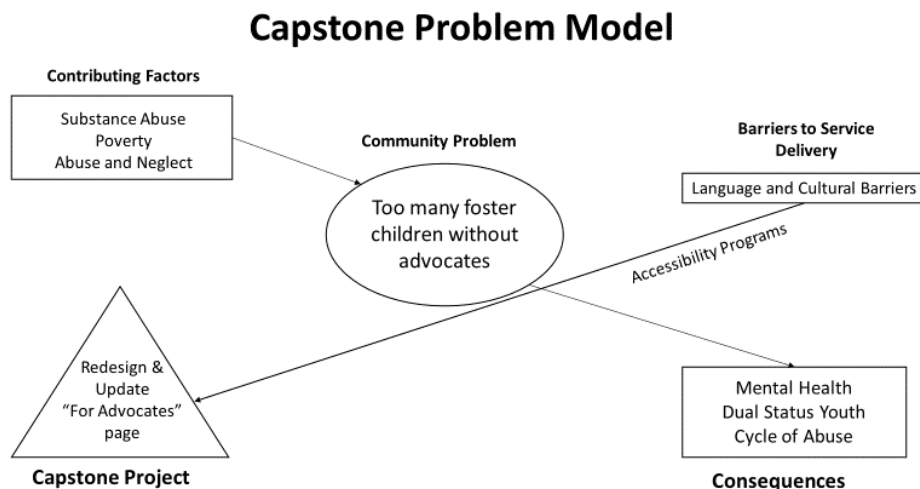 Capstone Problem Model
Contributing Factors
Substance Abuse
Poverty
Abuse and Neglect
Community Problem
Too many foster
children without
advocates
Barriers to Service
Delivery
Language and Cultural Barriers
Accessibility Programs
Redesign &
Update
“For Advocates”
page
Capstone Project
Mental Health
Dual Status Youth
Cycle of Abuse
Consequences